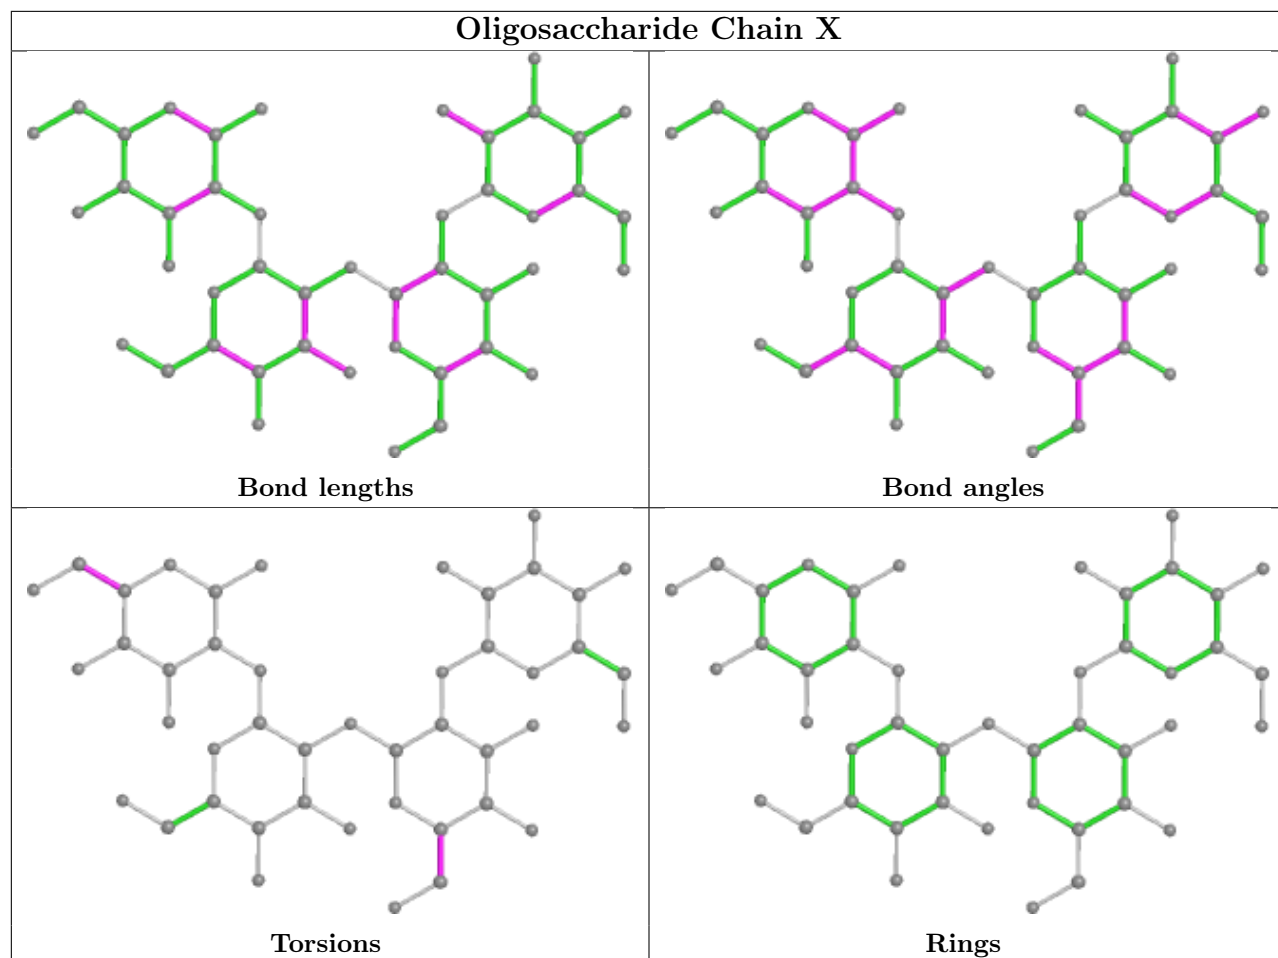 Oligosaccharide Chain X
Bond lengths
Bond angles
Torsions
Rings